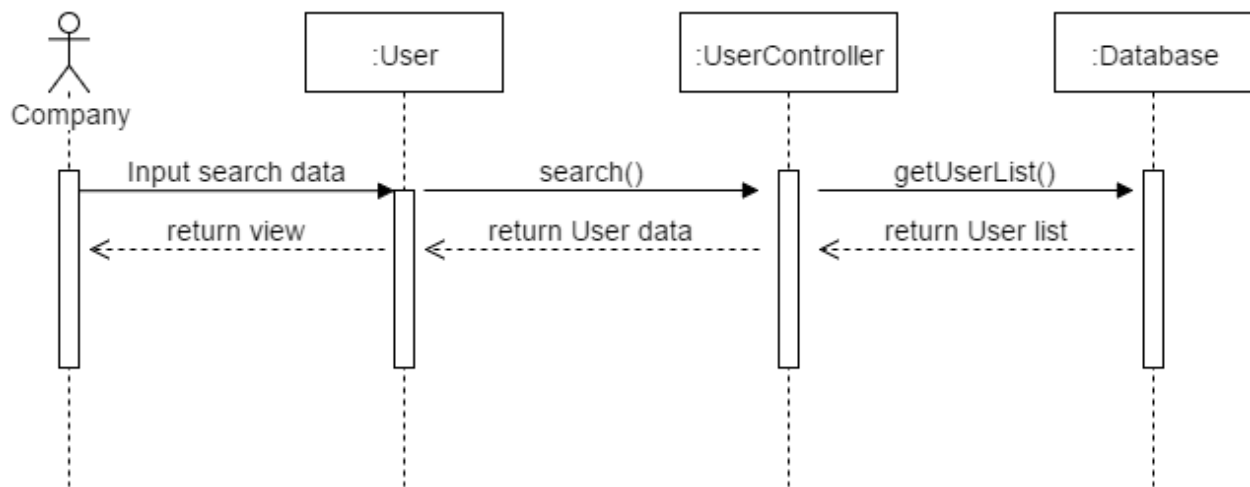 :User
:UserController
:Database
Company
Input search data
search()
getUserList()
return view
return User data
return User list